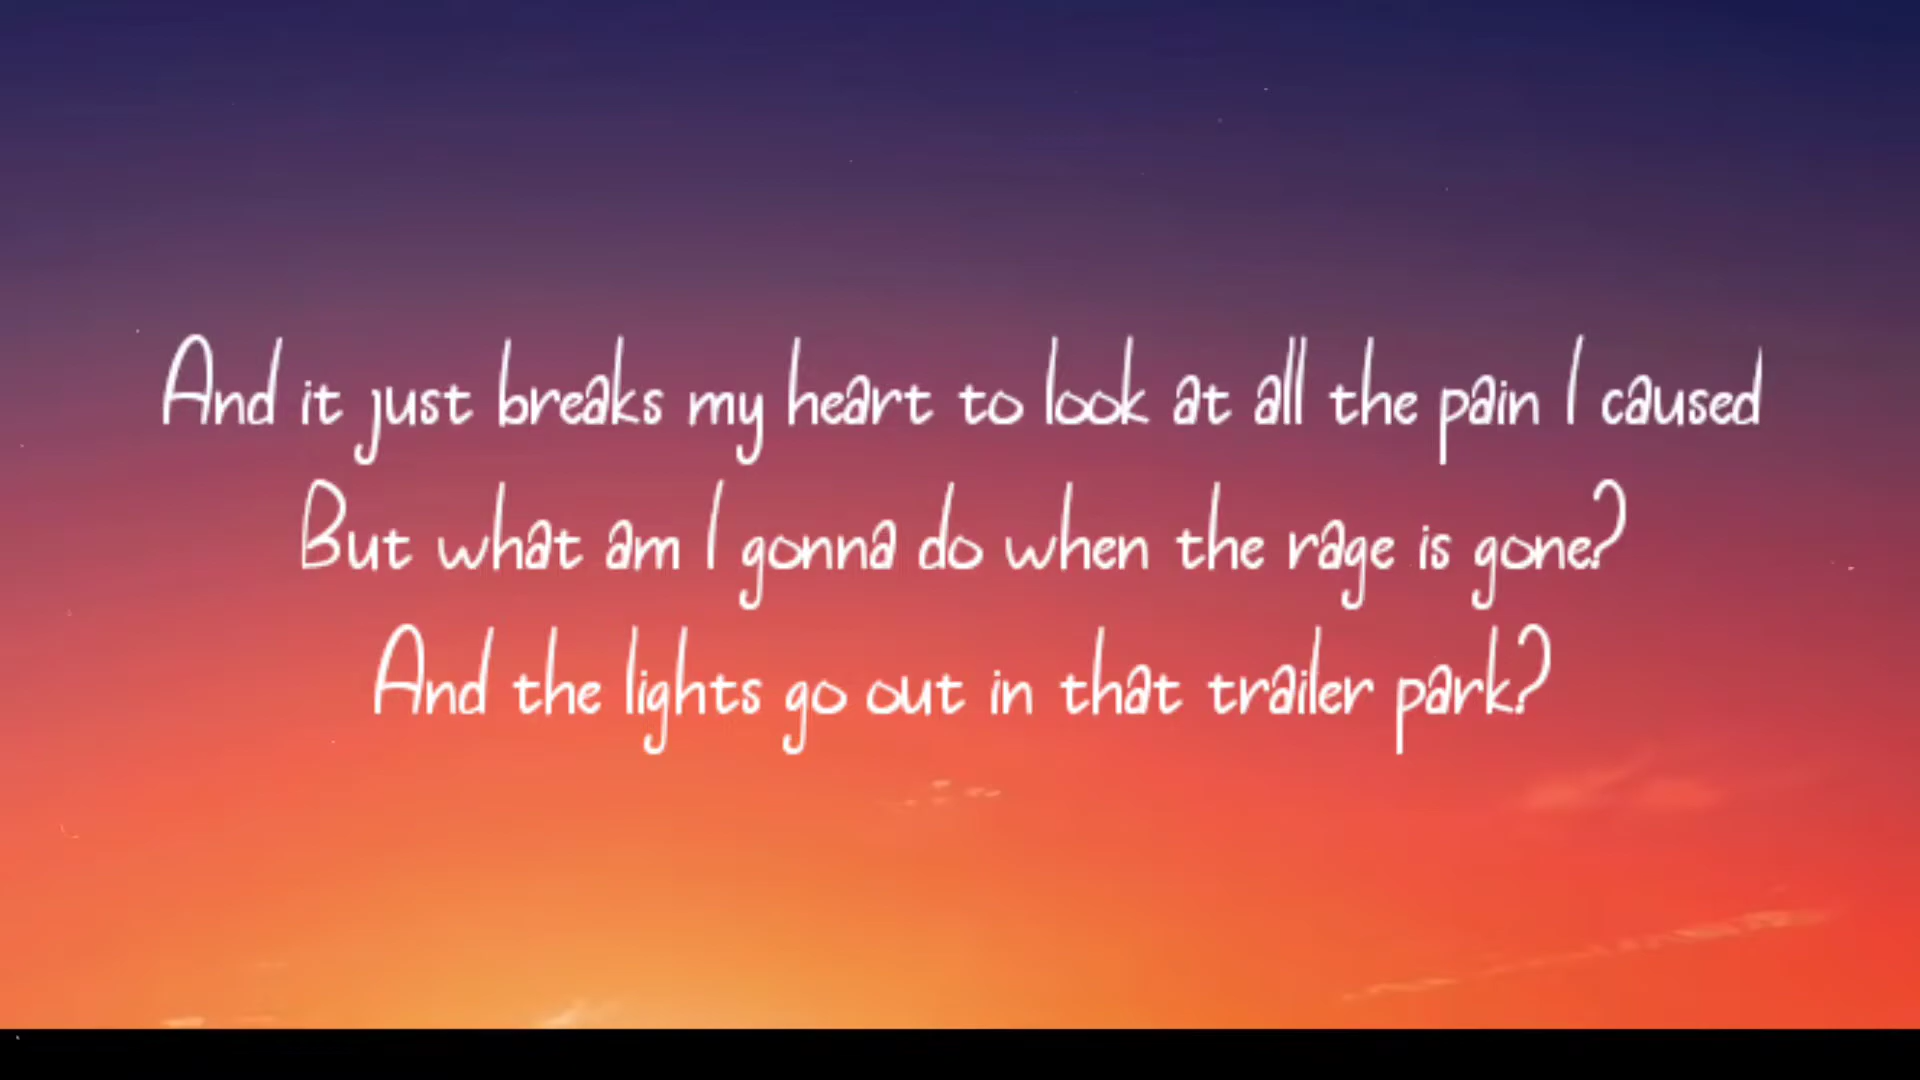 And it just breaks my heart to look at all the pain I caused
But what am I gonna do when the rage is gone?
And the lights go out in that trailer park?